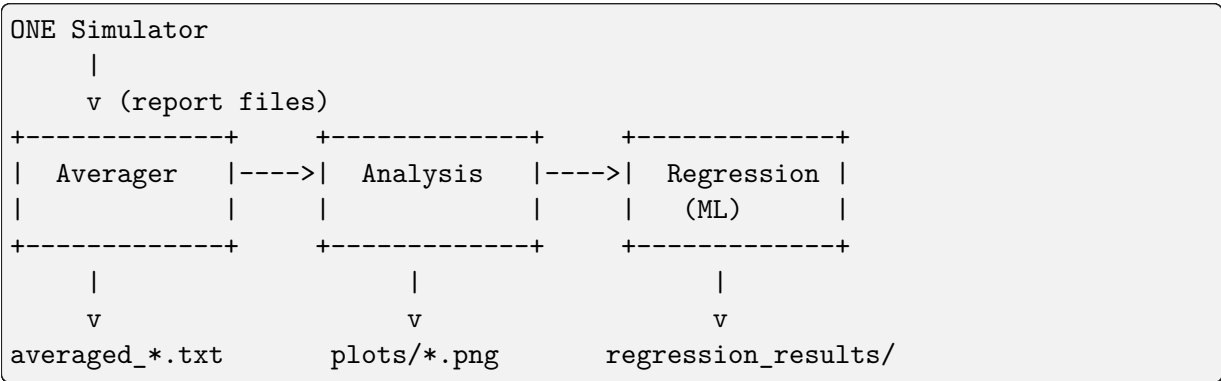 ONE Simulator
     |
     v (report files)
+-------------+     +-------------+     +-------------+
|  Averager   |---->|  Analysis   |---->|  Regression |
|             |     |             |     |   (ML)      |
+-------------+     +-------------+     +-------------+
     |                    |                   |
     v                    v                   v
averaged_*.txt       plots/*.png       regression_results/